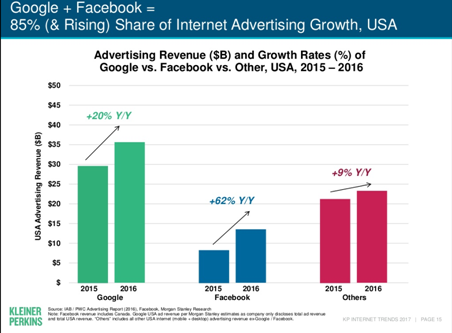 Google + Facebook =
85% (& Rising) Share of Internet Advertising Growth, USA
Advertising Revenue ($B) and Growth Rates (%) of
Google vs. Facebook vs. Other, USA, 2015 – 2016
USA Advertising Revenue ($B)
$50
$45
$40
$35
$30
$25
$20
$15
$10
$5
$
+20% Y/Y
+62% Y/Y
+9% Y/Y
2015 2016 2015 2016 2015 2016
Google Facebook Others
KLEINER
PERKINS
Source: IAB / PWC Advertising Report (2016), Facebook, Morgan Stanley Research
Note: Facebook revenue includes Canada. Google USA ad revenue per Morgan Stanley estimates as company only discloses total ad revenue
and total USA revenue. "Others" includes all other USA internet (mobile + desktop) advertising revenue ex-Google / Facebook.
KP INTERNET TRENDS 2017 | PAGE 15